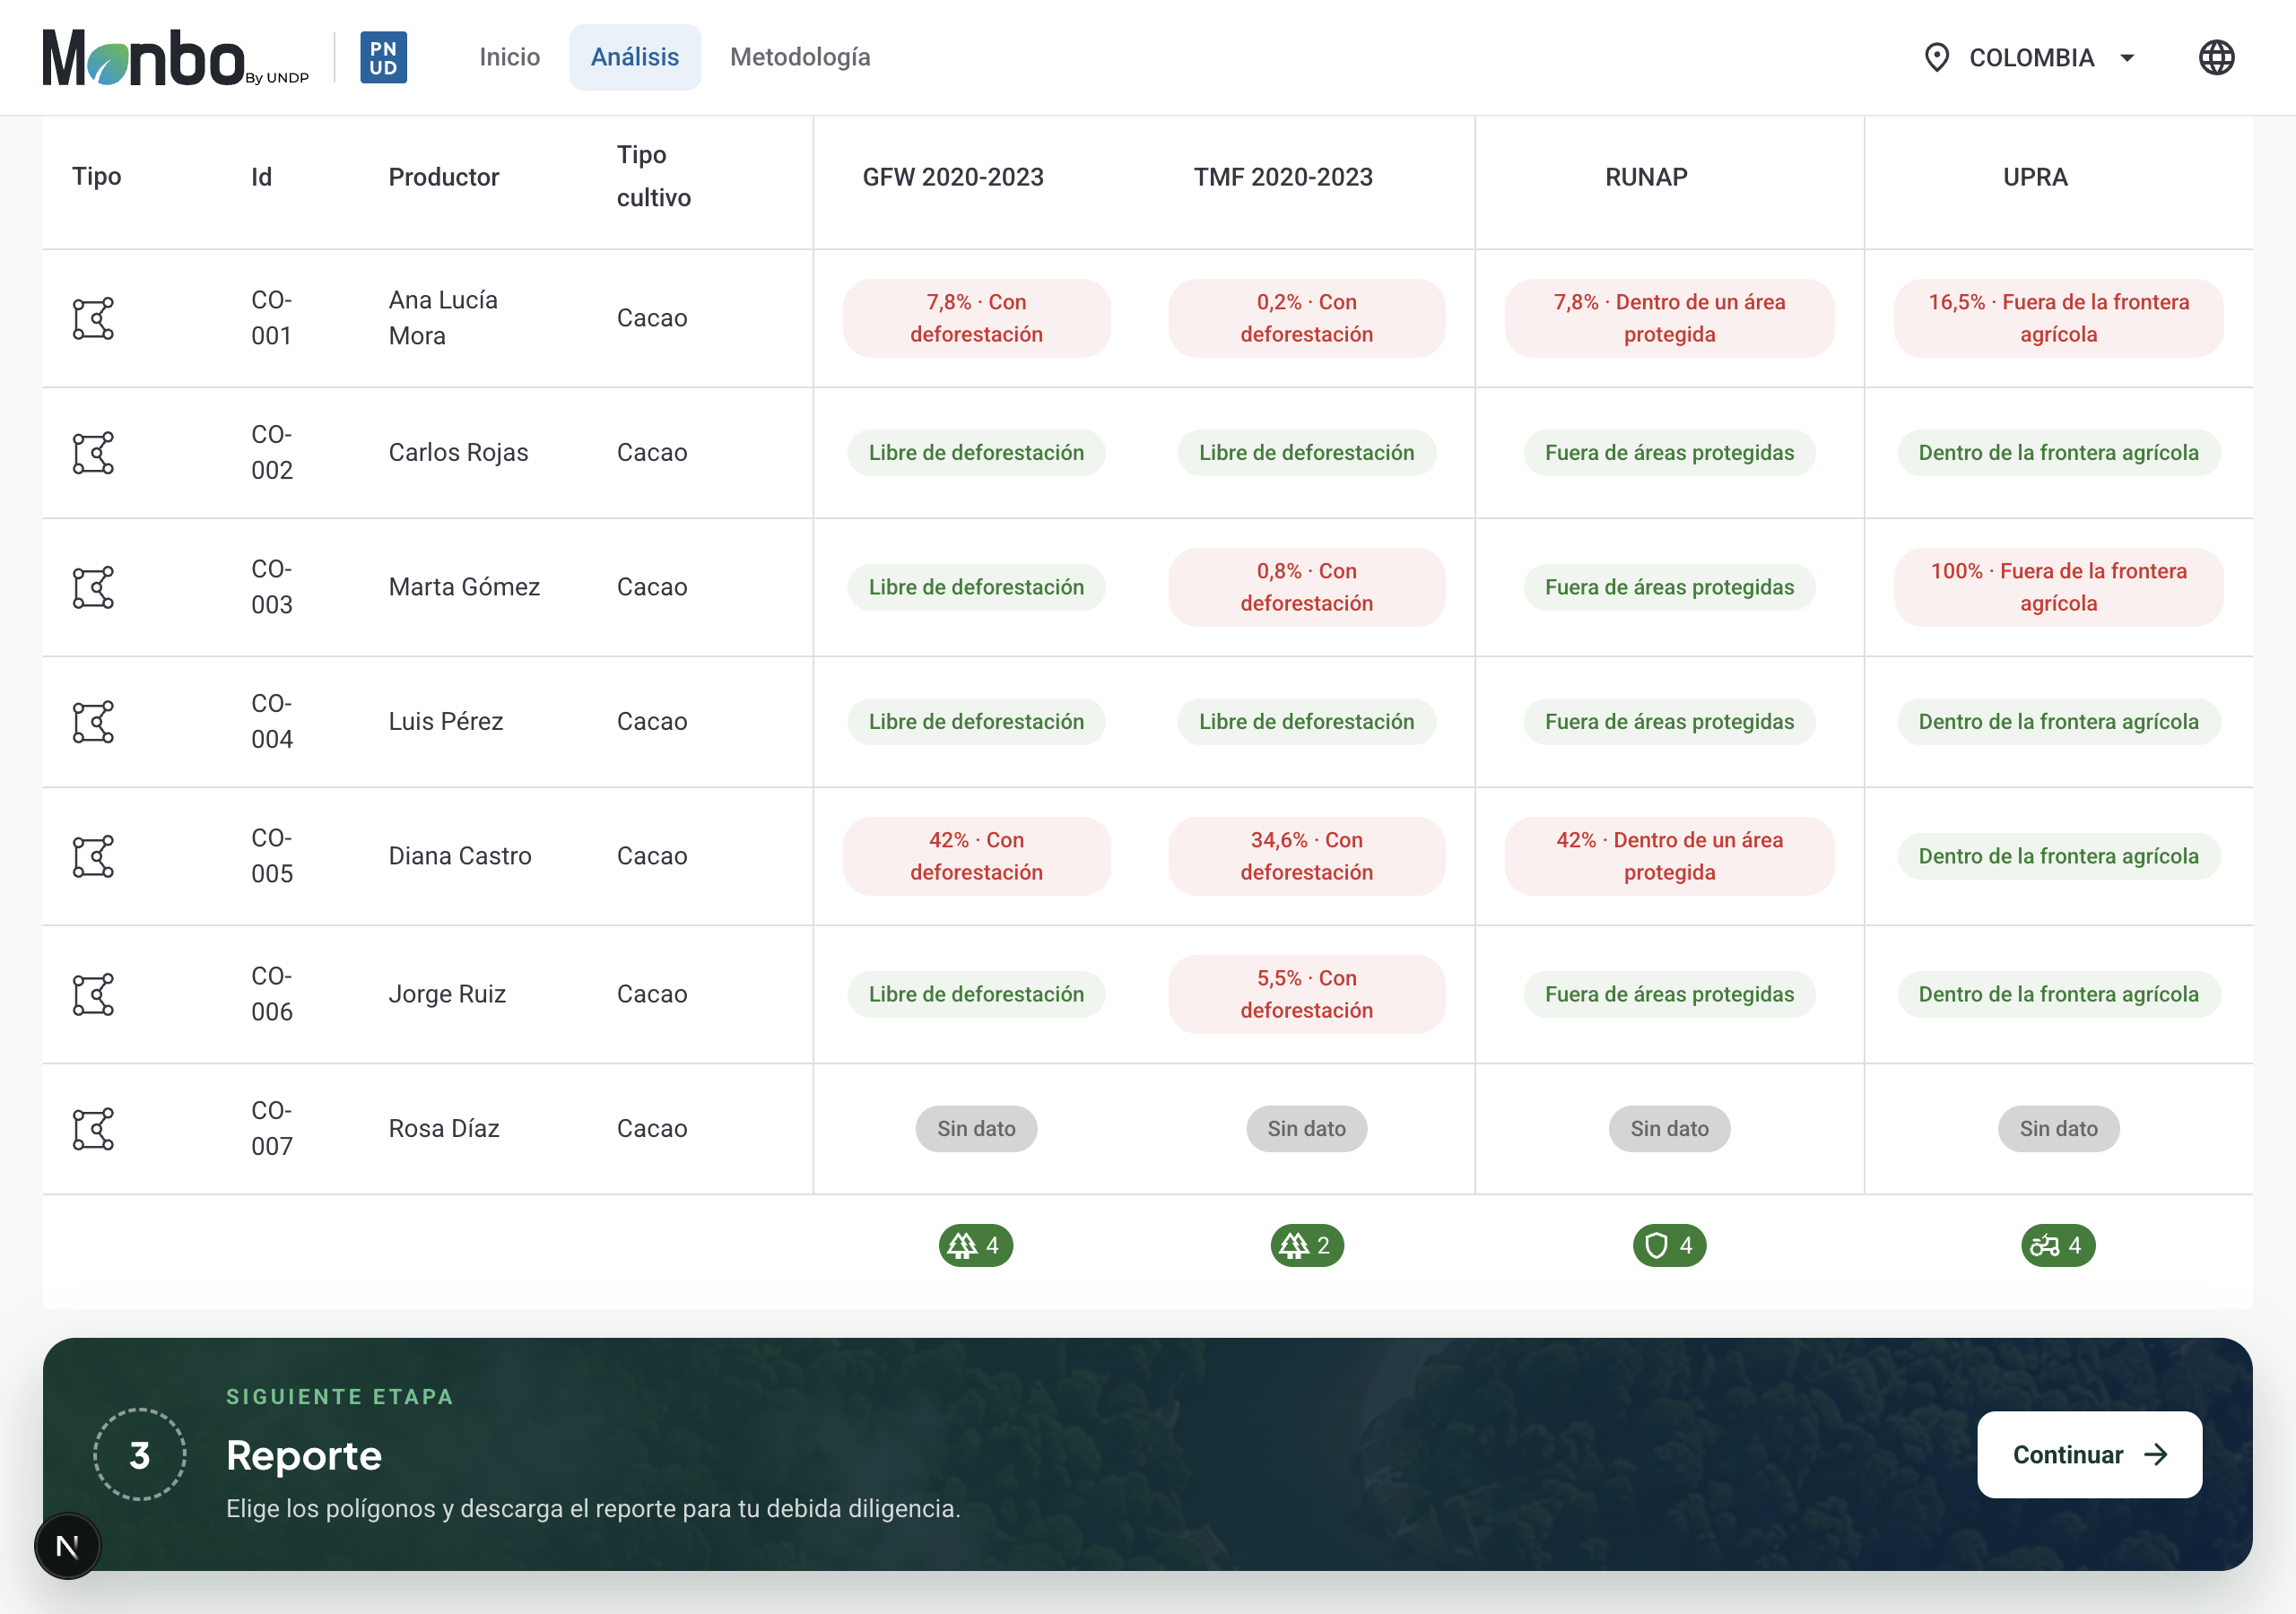 Monbo By UNDP
PN
UD
Inicio
Análisis
Metodología
COLOMBIA
Tipo
Id
Productor
Tipo
cultivo
GFW 2020-2023
TMF 2020-2023
RUNAP
UPRA
CO-
001
Ana Lucía
Mora
Cacao
7,8% · Con
deforestación
0,2% · Con
deforestación
7,8% · Dentro de un área
protegida
16,5% · Fuera de la frontera
agrícola
CO-
002
Carlos Rojas
Cacao
Libre de deforestación
Libre de deforestación
Fuera de áreas protegidas
Dentro de la frontera agrícola
CO-
003
Marta Gómez
Cacao
Libre de deforestación
0,8% · Con
deforestación
Fuera de áreas protegidas
100% · Fuera de la frontera
agrícola
CO-
004
Luis Pérez
Cacao
Libre de deforestación
Libre de deforestación
Fuera de áreas protegidas
Dentro de la frontera agrícola
CO-
005
Diana Castro
Cacao
42% · Con
deforestación
34,6% · Con
deforestación
42% · Dentro de un área
protegida
Dentro de la frontera agrícola
CO-
006
Jorge Ruiz
Cacao
Libre de deforestación
5,5% · Con
deforestación
Fuera de áreas protegidas
Dentro de la frontera agrícola
CO-
007
Rosa Díaz
Cacao
Sin dato
Sin dato
Sin dato
Sin dato
4
2
4
4
SIGUIENTE ETAPA
3
Reporte
Elige los polígonos y descarga el reporte para tu debida diligencia.
Continuar
N